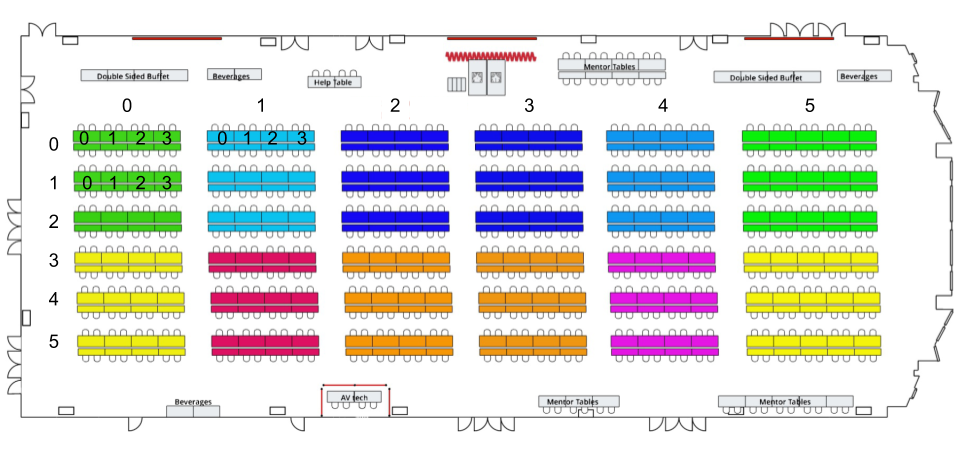 Mentor Tables
Double Sided Buffet
Beverages
Help Table
Double Sided Buffet
Beverages
0 1 2 3 4 5
0 0 1 2 3 0 1 2 3
1 0 1 2 3
2
3
4
5
Beverages
AV tech
Mentor Tables
Mentor Tables